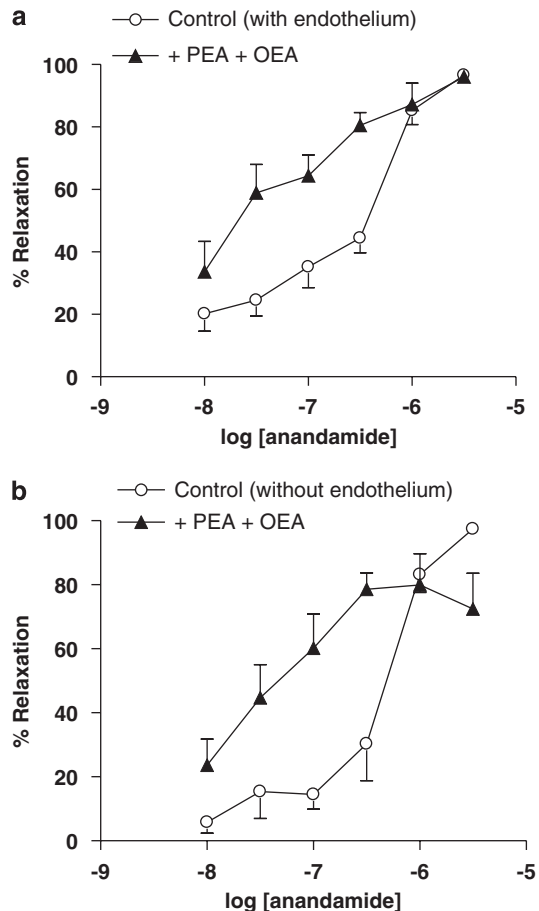 a
Control (with endothelium)
+ PEA + OEA
100
80
60
40
20
0
% Relaxation
-9
-8
-7
-6
-5
log [anandamide]
b
Control (without endothelium)
+ PEA + OEA
100
80
60
40
20
0
% Relaxation
-9
-8
-7
-6
-5
log [anandamide]